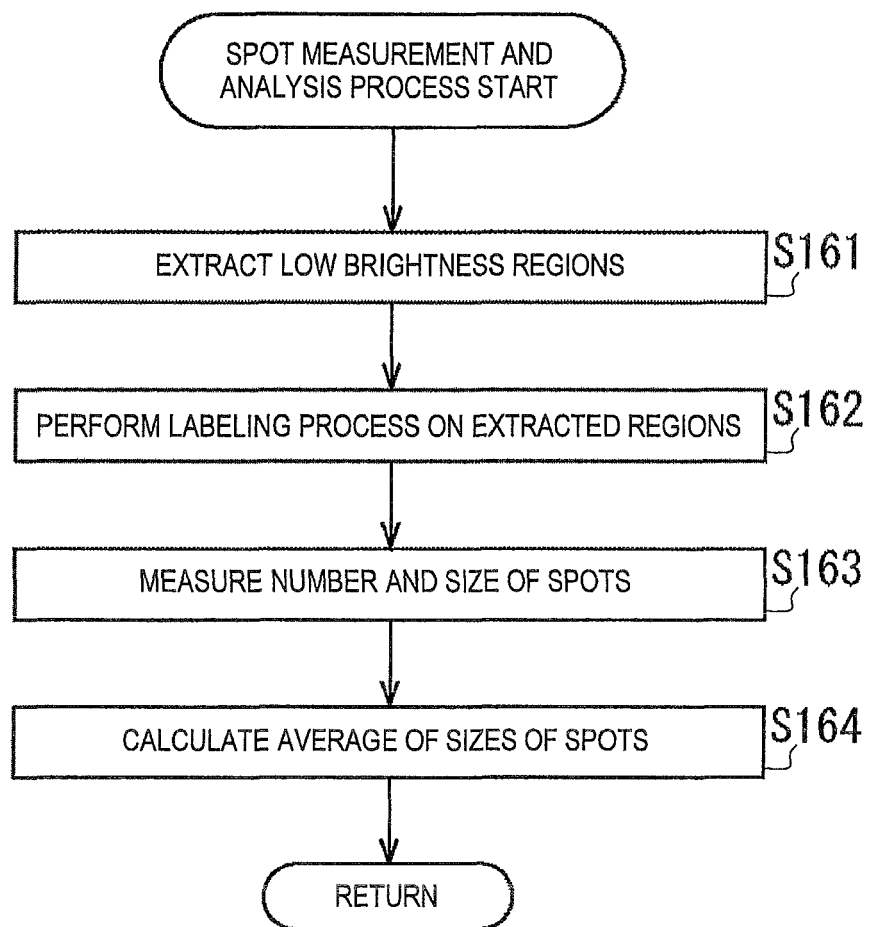 SPOT MEASUREMENT AND
ANALYSIS PROCESS START
EXTRACT LOW BRIGHTNESS REGIONS
S161
PERFORM LABELING PROCESS ON EXTRACTED REGIONS
S162
MEASURE NUMBER AND SIZE OF SPOTS
S163
CALCULATE AVERAGE OF SIZES OF SPOTS
S164
RETURN